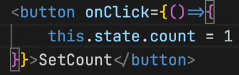 <button onClick={()=>{
this.state.count = 1
}}>SetCount</button>